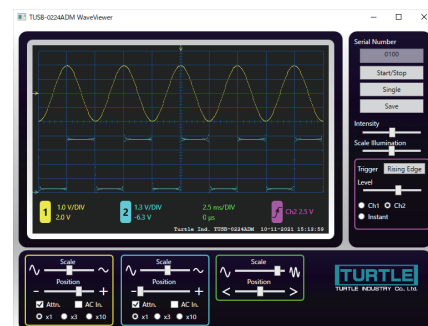 TUSB-0224ADM WaveViewer
Serial Number
0100
Start/Stop
Single
Save
Intensity
Scale Illumination
Trigger Rising Edge
Level
Ch1 Ch2
Instant
1 1.0 V/DIV 2.0 V
2 1.3 V/DIV -6.3 V
2.5 ms/DIV 0 µs
Ch2 2.5 V
Turtle Ind. TUSB-0224ADM 10-11-2021 15:13:59
Scale
Position
- +
Attn. AC In.
x1 x3 x10
Scale
Position
- +
Attn. AC In.
x1 x3 x10
Scale
Position
< >
TURTLE
TURTLE INDUSTRY Co., Ltd.